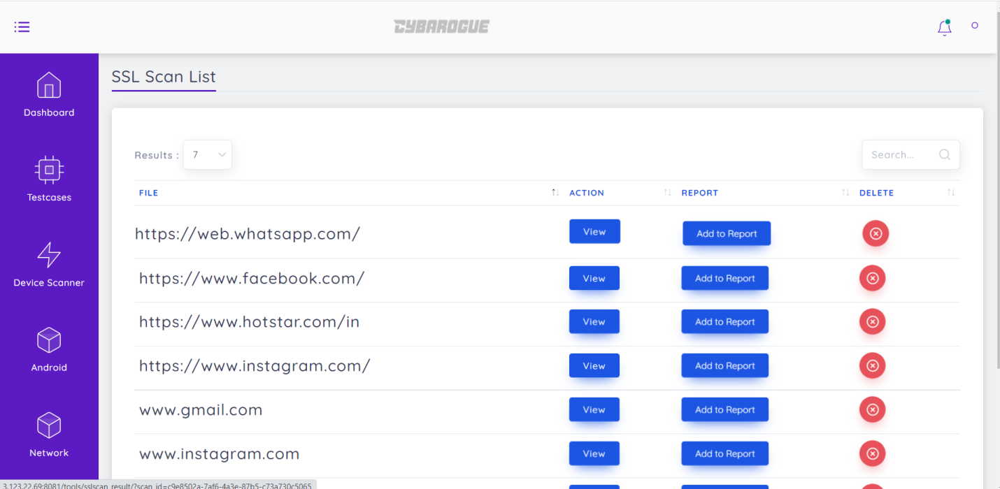 CYBAROGUE
Dashboard
Testcases
Device Scanner
Android
Network
SSL Scan List
Results : 7
Search...
FILE ACTION REPORT DELETE
https://web.whatsapp.com/ View Add to Report
https://www.facebook.com/ View Add to Report
https://www.hotstar.com/in View Add to Report
https://www.instagram.com/ View Add to Report
www.gmail.com View Add to Report
www.instagram.com View Add to Report
3.123.22.69:8081/tools/sslscan_result/?scan_id=c9e8502a-7af6-4a3e-87b5-c73a730c5065